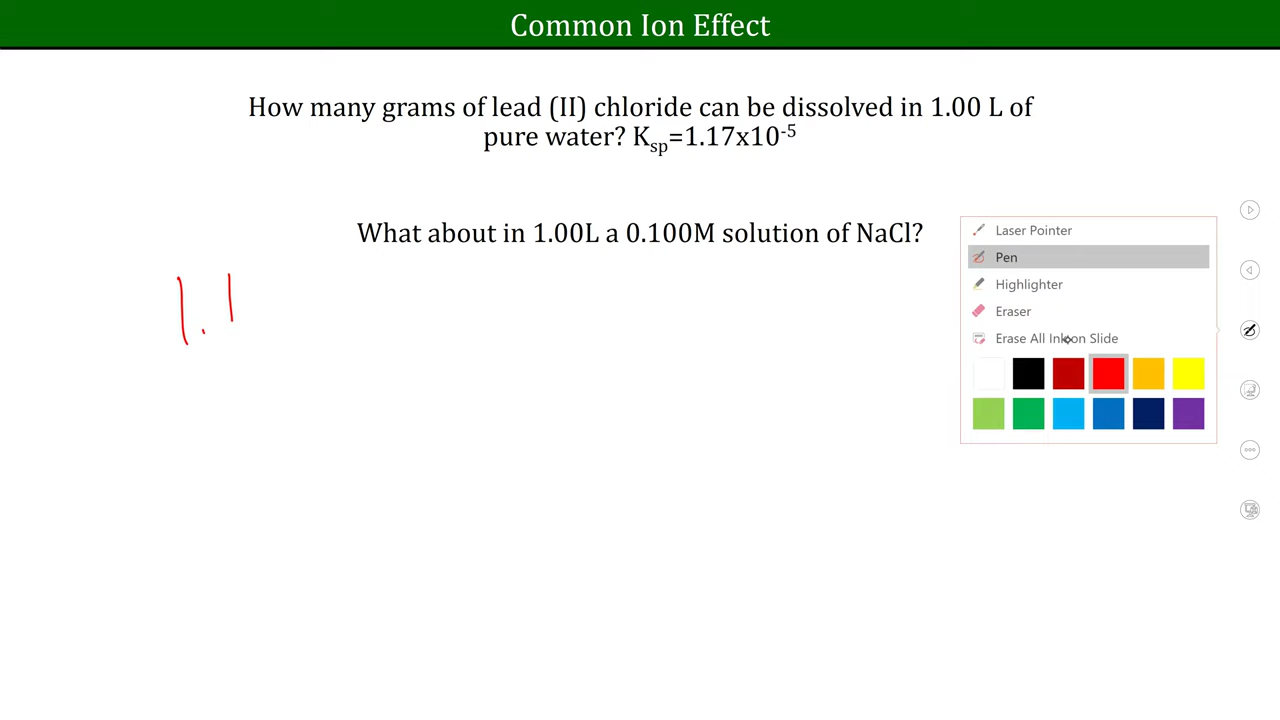 Common Ion Effect
How many grams of lead (II) chloride can be dissolved in 1.00 L of
pure water? Ksp=1.17x10-5
What about in 1.00L a 0.100M solution of NaCl?
1.1
Laser Pointer
Pen
Highlighter
Eraser
Erase All Ink on Slide